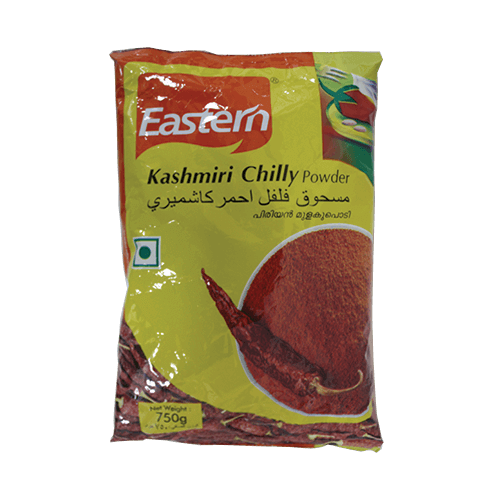 Eastern
Kashmiri Chilly Powder
مسحوق فلفل احمر كاشميري
പിരിയൻ മുളകുപൊടി
Net Weight
750g